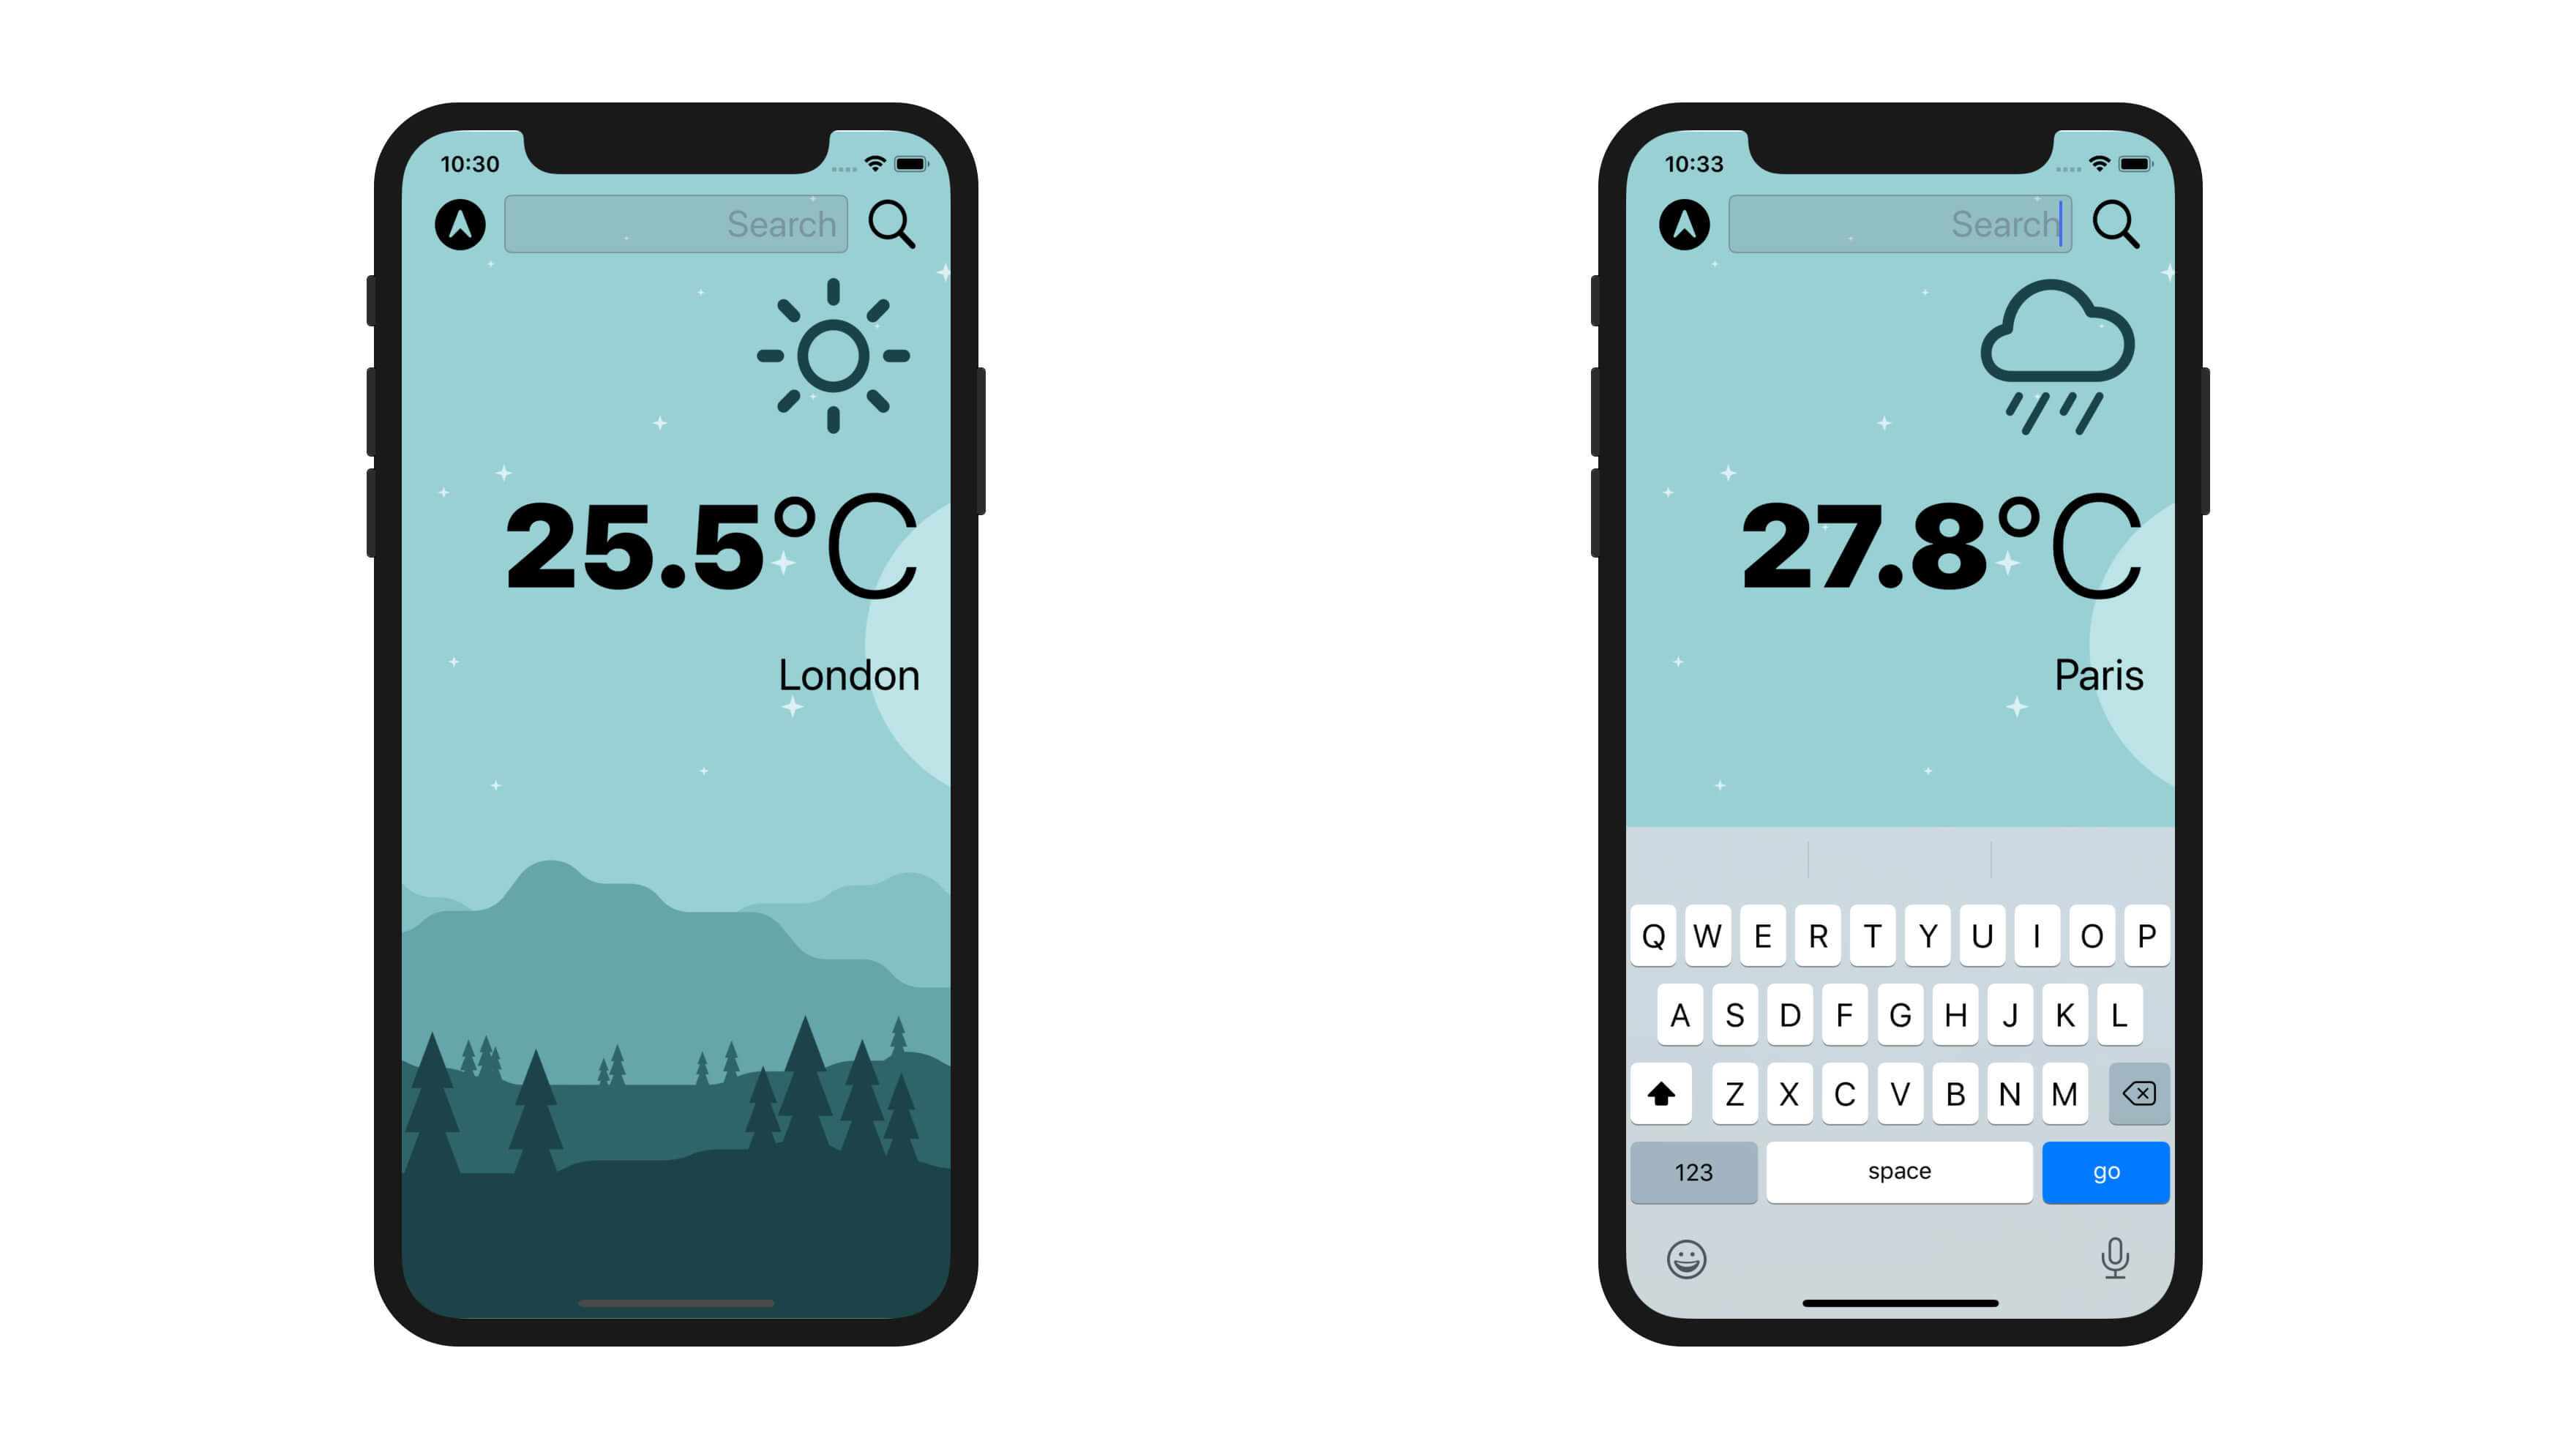 10:30
Search
25.5°C
London
10:33
Search
27.8°C
Paris
Q W E R T Y U I O P
A S D F G H J K L
Z X C V B N M
123 space go